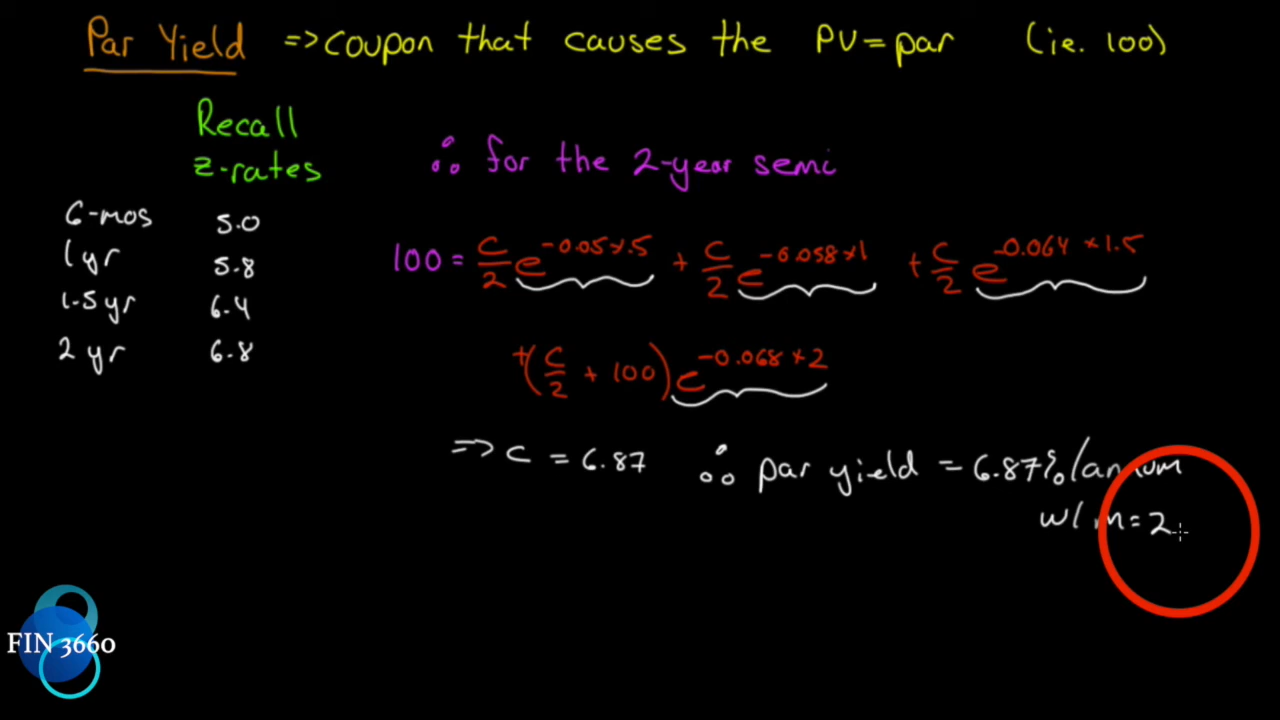 Par Yield => coupon that causes the PV=par (ie. 100)
Recall
z-rates
∴ for the 2-year semi
6-mos 5.0
1 yr 5.8
1.5 yr 6.4
2 yr 6.8
100 = c/2 e^-0.05×.5 + c/2 e^-0.058×1 + c/2 e^-0.064×1.5
+(c/2 + 100) e^-0.068×2
=> c = 6.87 ∴ par yield = 6.87%/annum
w/ m=2
FIN 3660